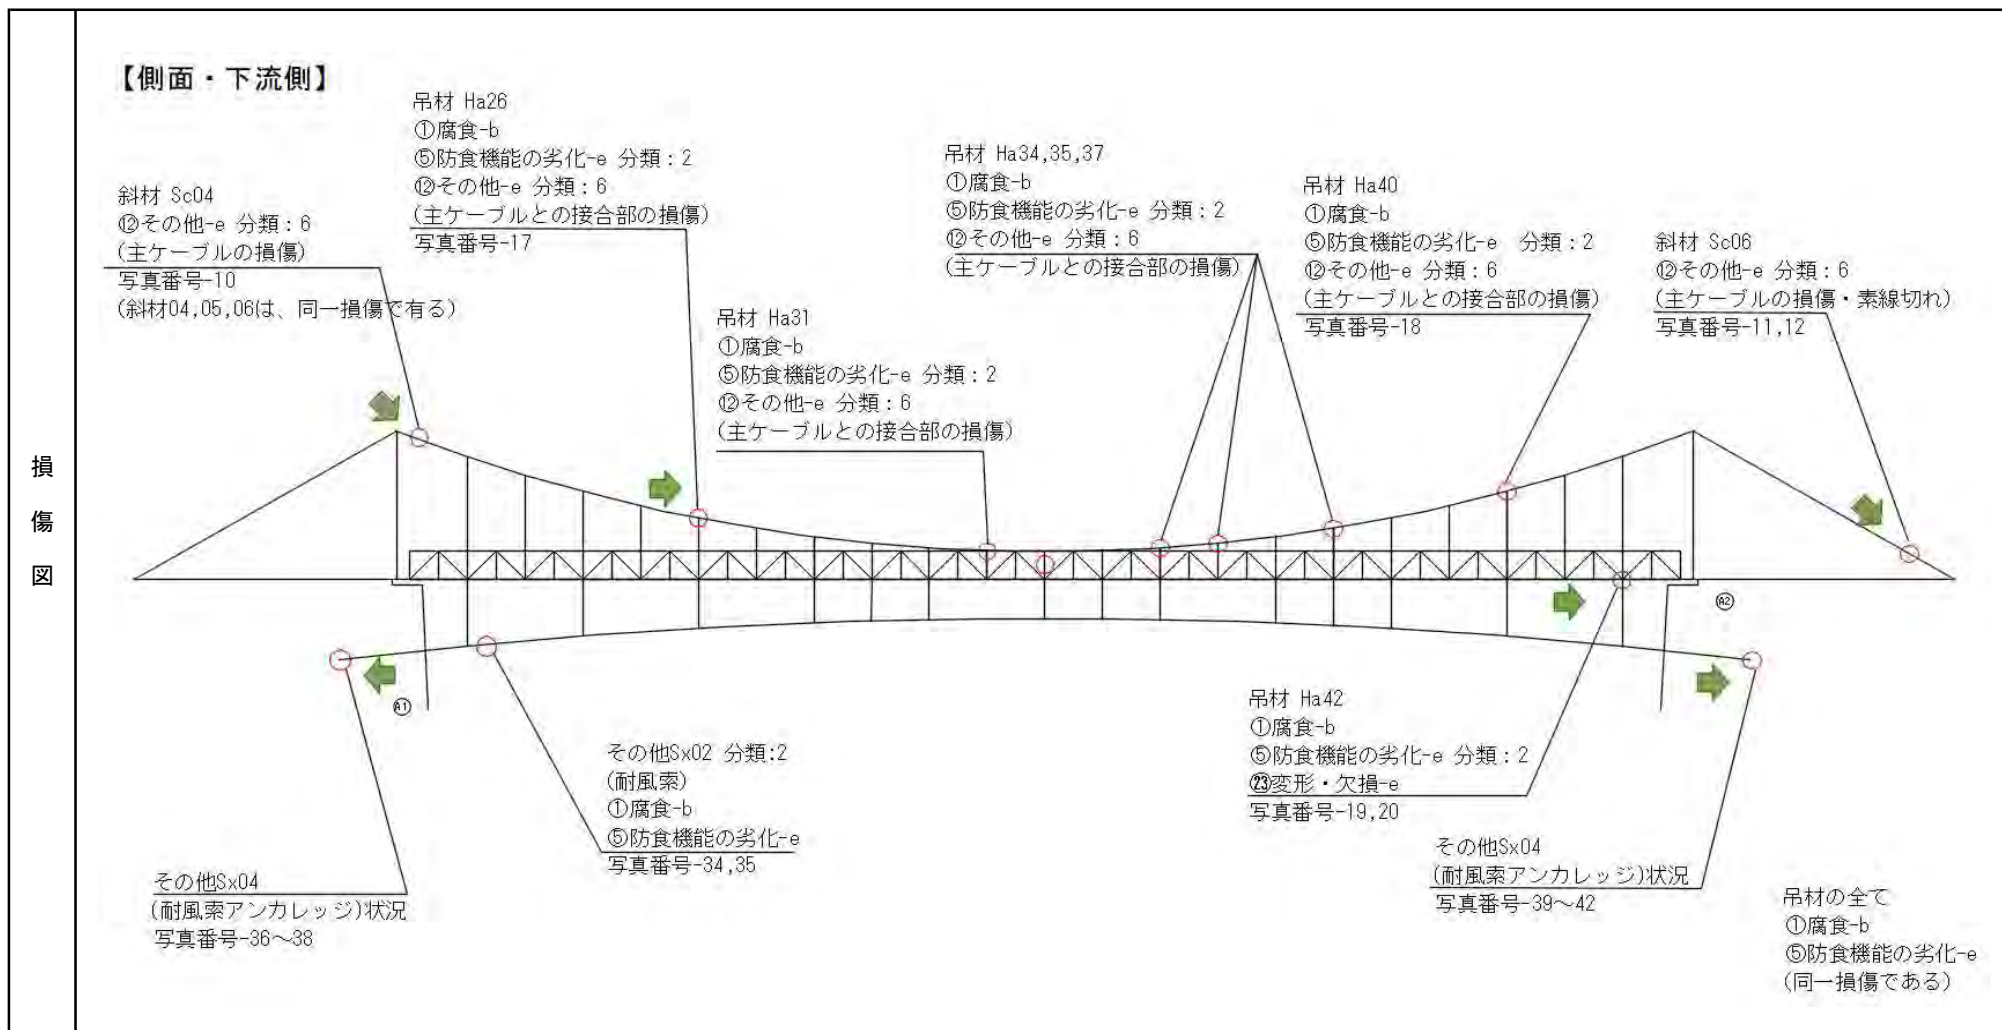 損傷図
【側面・下流側】
斜材 Sc04
⑫その他-e 分類：6
(主ケーブルの損傷)
写真番号-10
(斜材04,05,06は、同一損傷で有る)
吊材 Ha26
①腐食-b
⑤防食機能の劣化-e 分類：2
⑫その他-e 分類：6
(主ケーブルとの接合部の損傷)
写真番号-17
吊材 Ha31
①腐食-b
⑤防食機能の劣化-e 分類：2
⑫その他-e 分類：6
(主ケーブルとの接合部の損傷)
吊材 Ha34,35,37
①腐食-b
⑤防食機能の劣化-e 分類：2
⑫その他-e 分類：6
(主ケーブルとの接合部の損傷)
吊材 Ha40
①腐食-b
⑤防食機能の劣化-e 分類：2
⑫その他-e 分類：6
(主ケーブルとの接合部の損傷)
写真番号-18
斜材 Sc06
⑫その他-e 分類：6
(主ケーブルの損傷・素線切れ)
写真番号-11,12
A1
A2
その他Sx04
(耐風索アンカレッジ)状況
写真番号-36～38
その他Sx02 分類:2
(耐風索)
①腐食-b
⑤防食機能の劣化-e
写真番号-34,35
吊材 Ha42
①腐食-b
⑤防食機能の劣化-e 分類：2
㉓変形・欠損-e
写真番号-19,20
その他Sx04
(耐風索アンカレッジ)状況
写真番号-39～42
吊材の全て
①腐食-b
⑤防食機能の劣化-e
(同一損傷である)